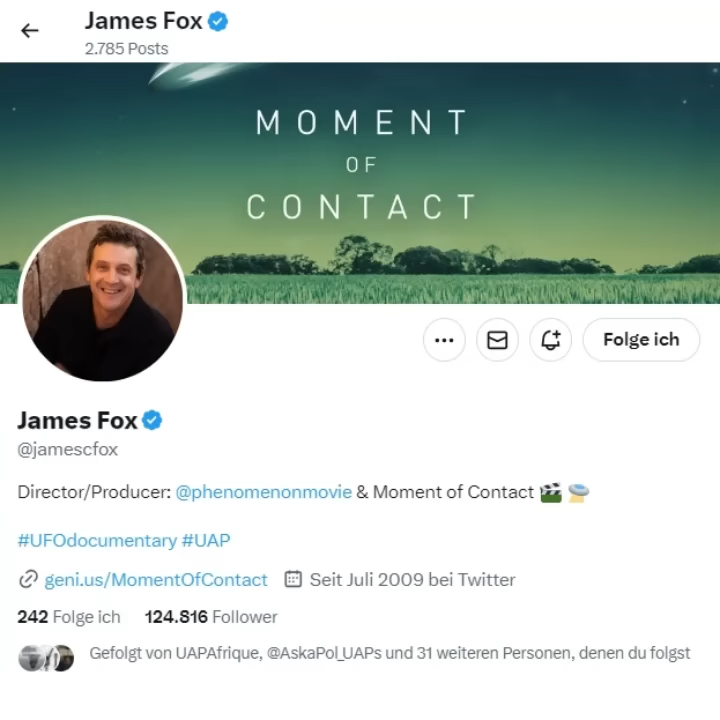 James Fox
2.785 Posts
MOMENT
OF
CONTACT
Folge ich
James Fox
@jamescfox
Director/Producer: @phenomenonmovie & Moment of Contact 🎬 🛸
#UFOdocumentary #UAP
geni.us/MomentOfContact Seit Juli 2009 bei Twitter
242 Folge ich 124.816 Follower
Gefolgt von UAPAfrique, @AskaPol_UAPs und 31 weiteren Personen, denen du folgst